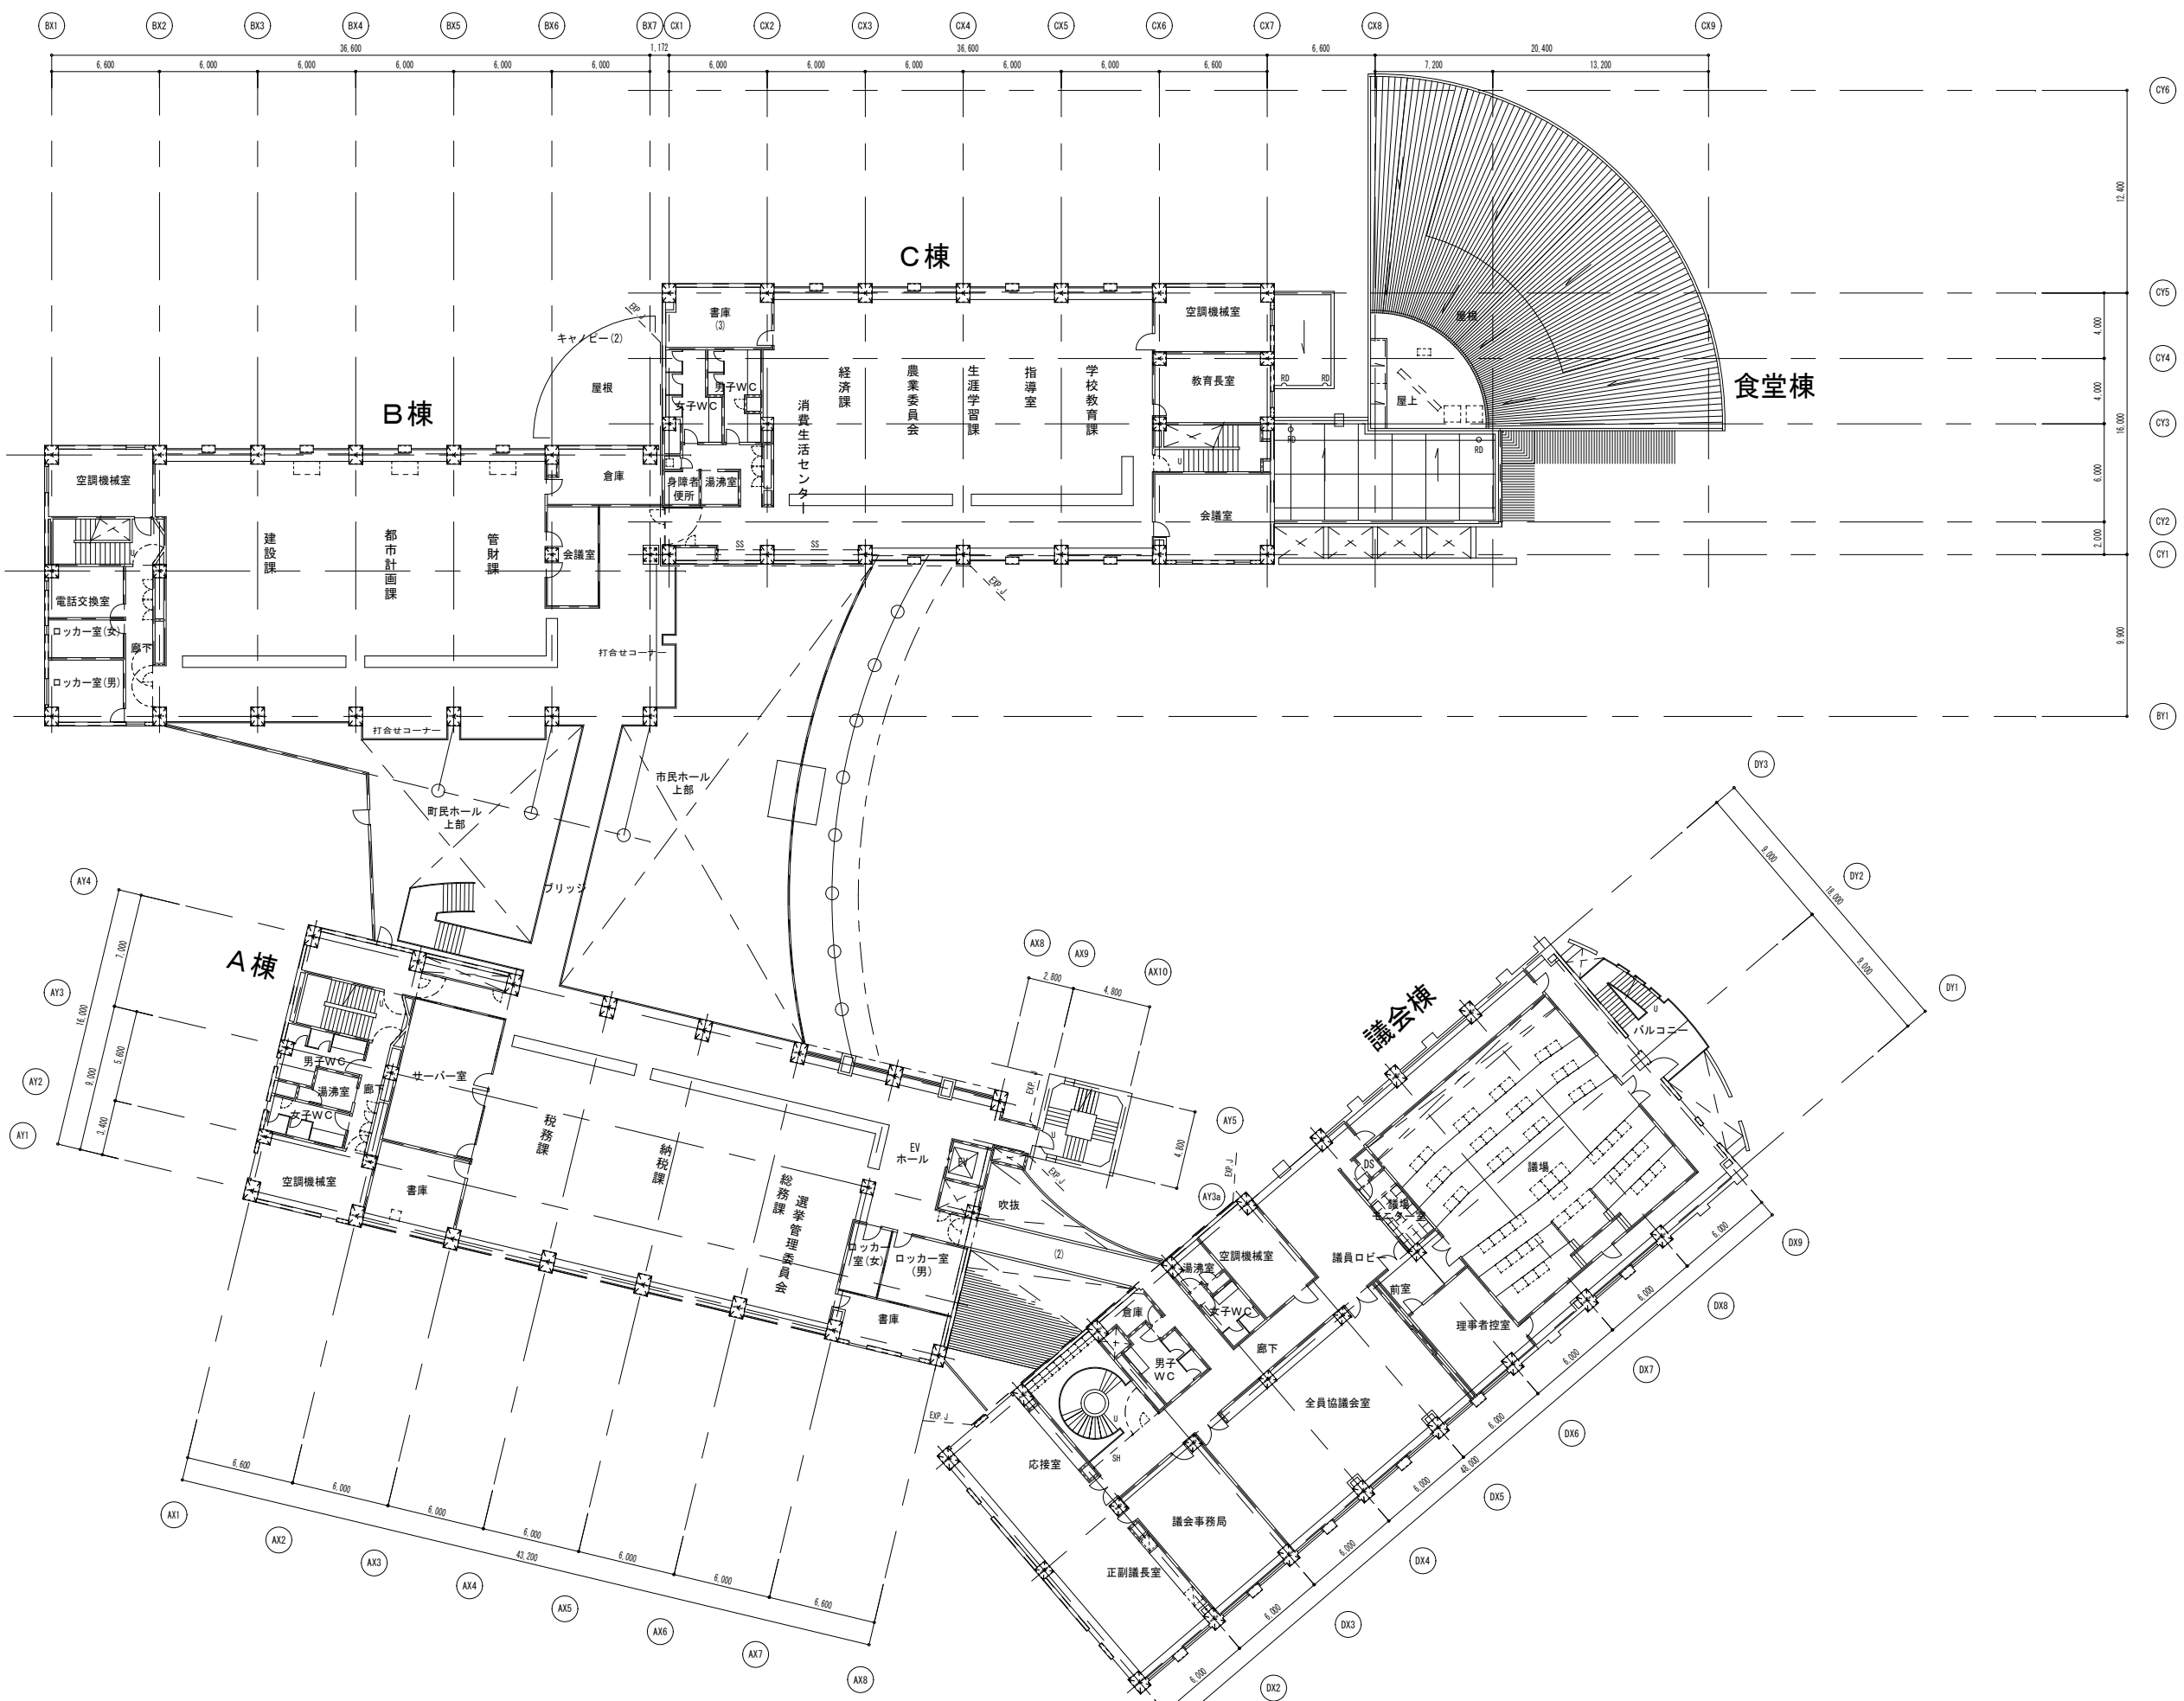 BX1 BX2 BX3 BX4 BX5 BX6 BX7 CX1 CX2 CX3 CX4 CX5 CX6 CX7 CX8 CX9
36,600 1,172 36,600 6,600 20,400
6,600 6,000 6,000 6,000 6,000 6,000 6,000 6,000 6,000 6,000 6,000 6,600 7,200 13,200
CY6
12,400
CY5
4,000
CY4
4,000
CY3
16,000
6,000
CY2
2,000
CY1
9,900
BY1
C棟
B棟
食堂棟
EXP.J
キャノピー(2)
屋根
書庫
(3)
男子WC
女子WC
身障者
便所
湯沸室
消費生活センター
経済課
農業委員会
生涯学習課
指導室
学校教育課
空調機械室
教育長室
U
会議室
RD RD
屋根
屋上
RD
RD
SS SS
EXP.J
空調機械室
U
電話交換室
ロッカー室(女)
廊下
ロッカー室(男)
建設課
都市計画課
管財課
倉庫
会議室
打合せコーナー
打合せコーナー
市民ホール
上部
町民ホール
上部
ブリッジ
A棟
AY4
AY3
AY2
AY1
7,000
16,000
5,600
9,000
3,400
U
男子WC
湯沸室
廊下
女子WC
サーバー室
空調機械室
書庫
税務課
納税課
総務課
選挙管理委員会
EV
ホール
EV
吹抜
(2)
ロッカー
室(女)
ロッカー室
(男)
書庫
AX8 AX9 AX10
2,800 4,800
EXP.
U
AY5
4,800
EXP.J
AY3a
EXP.J
EXP.J
6,600 6,000 6,000 6,000 6,000 6,000 6,600
43,200
AX1 AX2 AX3 AX4 AX5 AX6 AX7 AX8
議会棟
DY3
DY2
DY1
9,000
18,000
9,000
U
バルコニー
議場
DS
議場
モニター室
議員ロビー
前室
理事者控室
空調機械室
湯沸室
女子WC
倉庫
男子
WC
廊下
全員協議会室
U
SH
応接室
議会事務局
正副議長室
6,000 6,000 6,000 6,000 6,000 6,000 6,000 6,000
48,000
DX9
DX8
DX7
DX6
DX5
DX4
DX3
DX2